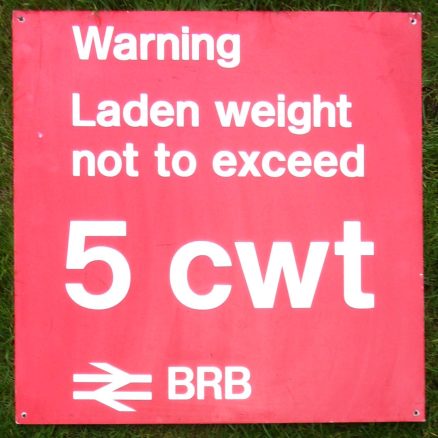 Warning
Laden weight
not to exceed
5 cwt
BRB